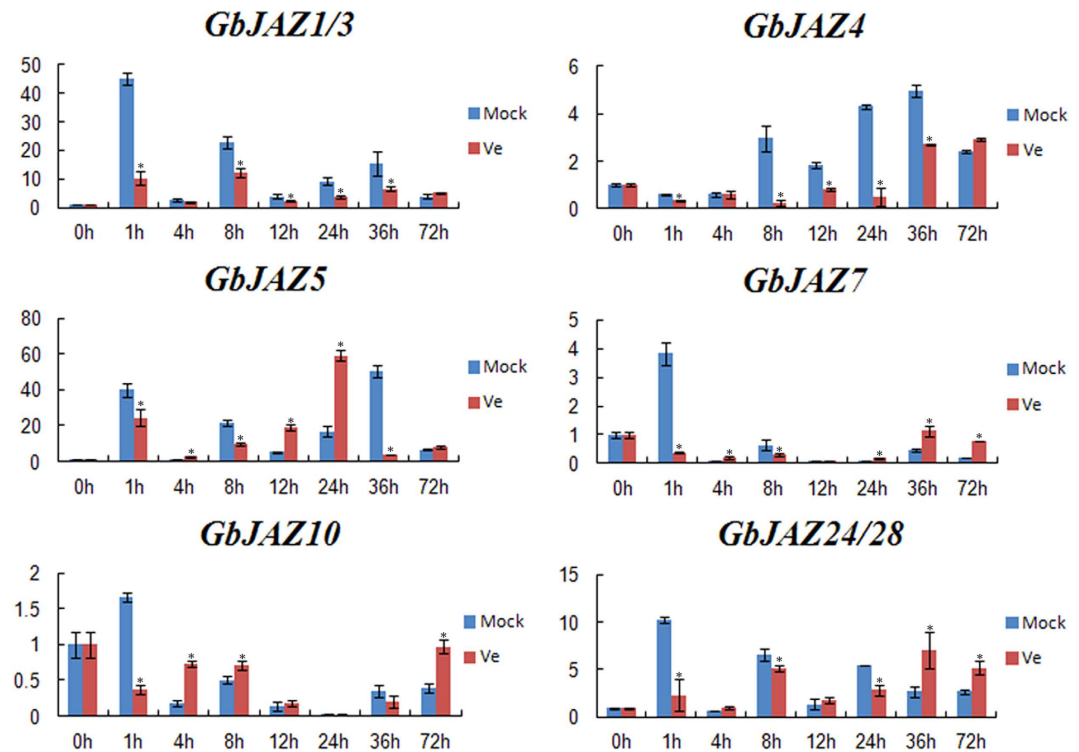 GbJAZ1/3
50
40
30
20
10
0
0h 1h 4h 8h 12h 24h 36h 72h
* * * * *
Mock
Ve
GbJAZ4
6
4
2
0
0h 1h 4h 8h 12h 24h 36h 72h
* * * * *
Mock
Ve
GbJAZ5
80
60
40
20
0
0h 1h 4h 8h 12h 24h 36h 72h
* * * * * *
Mock
Ve
GbJAZ7
5
4
3
2
1
0
0h 1h 4h 8h 12h 24h 36h 72h
* * * * * *
Mock
Ve
GbJAZ10
2
1.5
1
0.5
0
0h 1h 4h 8h 12h 24h 36h 72h
* * * *
Mock
Ve
GbJAZ24/28
15
10
5
0
0h 1h 4h 8h 12h 24h 36h 72h
* * * * *
Mock
Ve